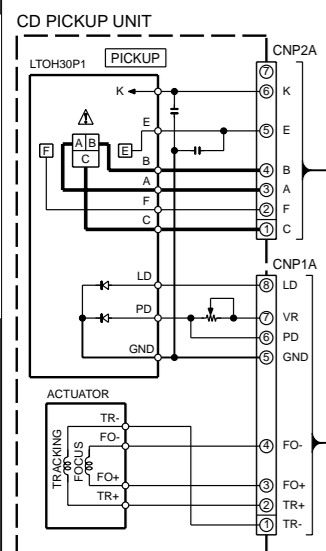 CD PICKUP UNIT
CNP2A
LTOH30P1
PICKUP
7
K
6 K
E
5 E
F
A B
C
E
B
4 B
A
3 A
F
2 F
C
1 C
CNP1A
LD
8 LD
PD
7 VR
6 PD
GND
5 GND
ACTUATOR
TR-
FO-
4 FO-
TRACKING
FOCUS
FO+
3 FO+
TR+
2 TR+
1 TR-